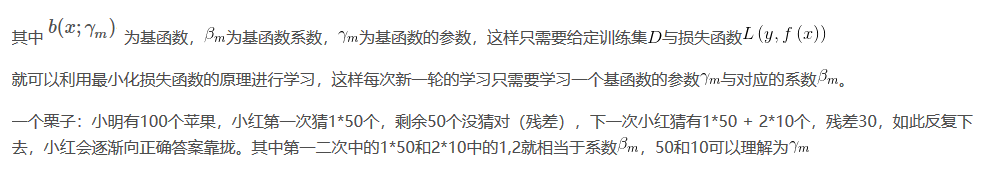 其中 b(x;γm) 为基函数，βm为基函数系数，γm为基函数的参数，这样只需要给定训练集D与损失函数L (y, f (x))
就可以利用最小化损失函数的原理进行学习，这样每次新一轮的学习只需要学习一个基函数的参数γm与对应的系数βm。
一个栗子：小明有100个苹果，小红第一次猜1*50个，剩余50个没猜对（残差），下一次小红猜有1*50 + 2*10个，残差30，如此反复下
去，小红会逐渐向正确答案靠拢。其中第一二次中的1*50和2*10中的1,2就相当于系数βm，50和10可以理解为γm